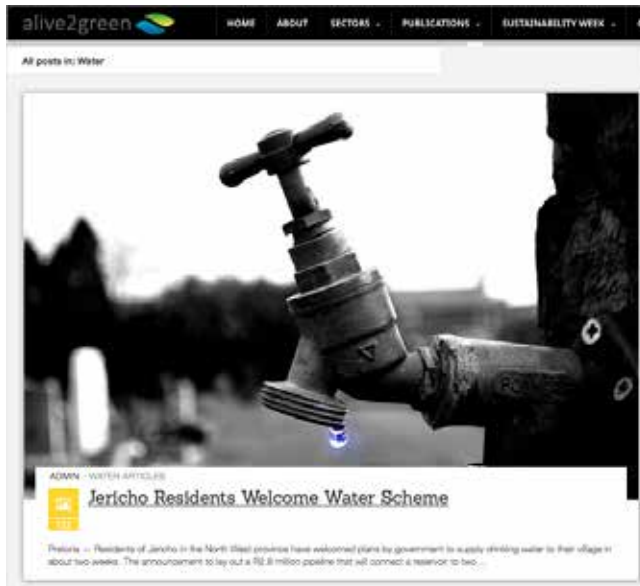 alive2green
HOME ABOUT SECTORS PUBLICATIONS SUSTAINABILITY WEEK
All posts in: Water
ADMIN - WATER ARTICLES
Jericho Residents Welcome Water Scheme
Pretoria — Residents of Jericho in the North West province have welcomed plans by government to supply drinking water to their village in
about two weeks. The announcement to lay out a R2.8 million pipeline that will connect a reservoir to two...